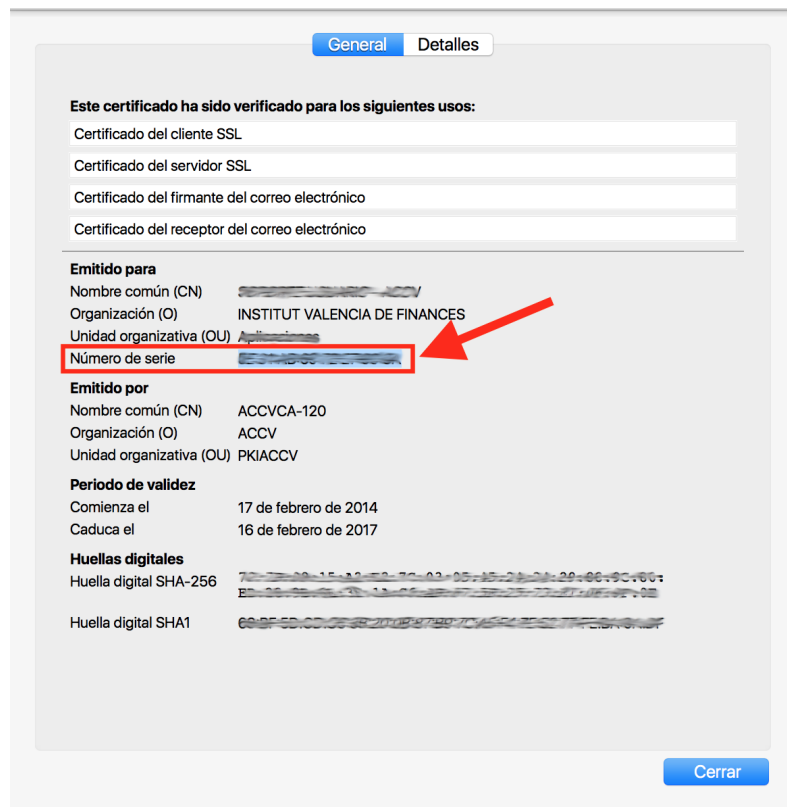 General Detalles
Este certificado ha sido verificado para los siguientes usos:
Certificado del cliente SSL
Certificado del servidor SSL
Certificado del firmante del correo electrónico
Certificado del receptor del correo electrónico
Emitido para
Nombre común (CN)
Organización (O) INSTITUT VALENCIA DE FINANCES
Unidad organizativa (OU)
Número de serie
Emitido por
Nombre común (CN) ACCVCA-120
Organización (O) ACCV
Unidad organizativa (OU) PKIACCV
Periodo de validez
Comienza el 17 de febrero de 2014
Caduca el 16 de febrero de 2017
Huellas digitales
Huella digital SHA-256
Huella digital SHA1
Cerrar